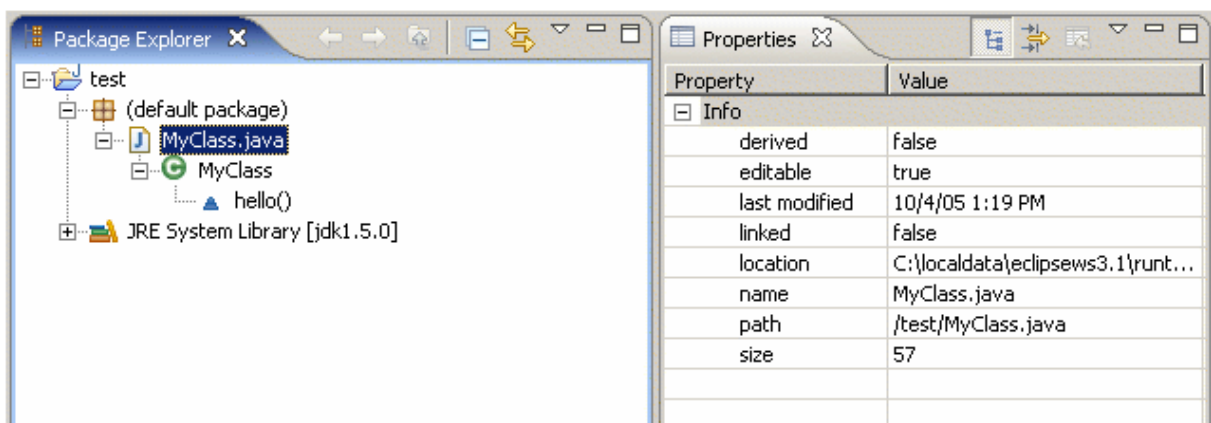 Package Explorer
test
(default package)
MyClass.java
MyClass
hello()
JRE System Library [jdk1.5.0]
Properties
Property Value
Info
derived false
editable true
last modified 10/4/05 1:19 PM
linked false
location C:\localdata\eclipsews3.1\runt...
name MyClass.java
path /test/MyClass.java
size 57